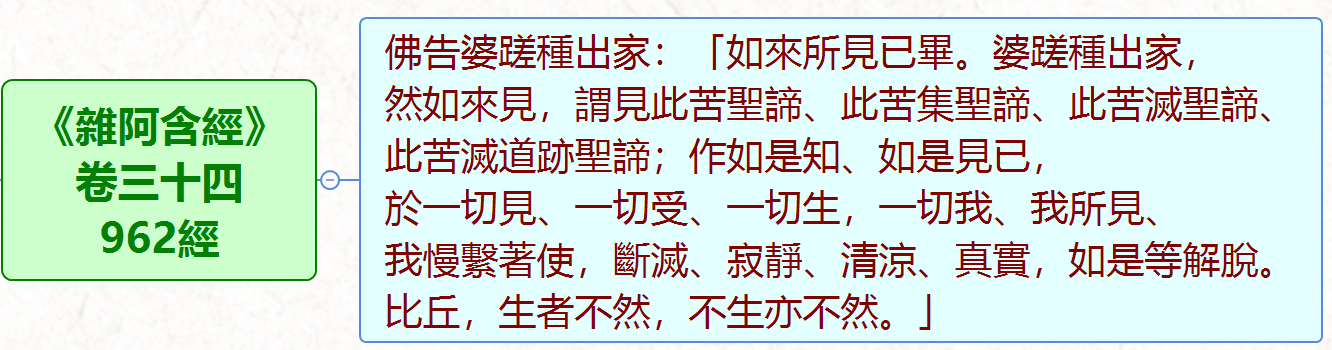 《雜阿含經》
卷三十四
962經
佛告婆蹉種出家：「如來所見已畢。婆蹉種出家，
然如來見，謂見此苦聖諦、此苦集聖諦、此苦滅聖諦、
此苦滅道跡聖諦；作如是知、如是見已，
於一切見、一切受、一切生，一切我、我所見、
我慢繫著使，斷滅、寂靜、清涼、真實，如是等解脫。
比丘，生者不然，不生亦不然。」